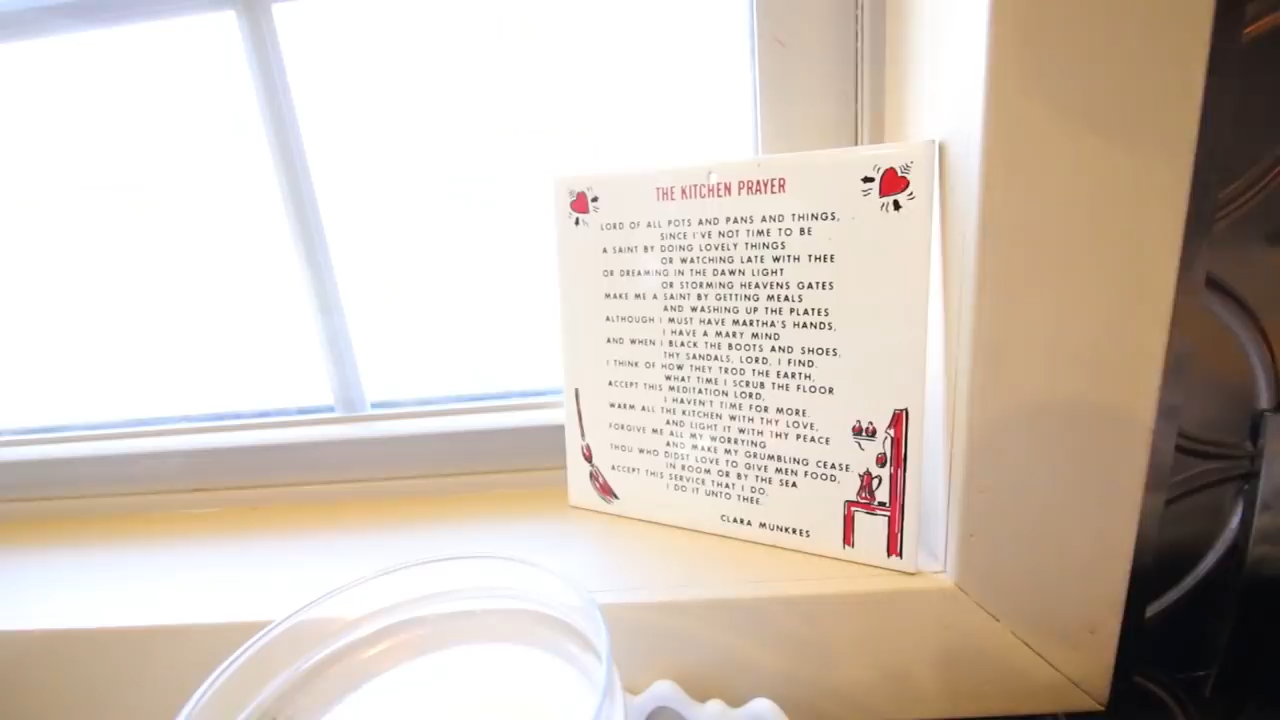 THE KITCHEN PRAYER
LORD OF ALL POTS AND PANS AND THINGS,
SINCE I'VE NOT TIME TO BE
A SAINT BY DOING LOVELY THINGS
OR WATCHING LATE WITH THEE
OR DREAMING IN THE DAWN LIGHT
OR STORMING HEAVENS GATES
MAKE ME A SAINT BY GETTING MEALS
AND WASHING UP THE PLATES
ALTHOUGH I MUST HAVE MARTHA'S HANDS,
I HAVE A MARY MIND
AND WHEN I BLACK THE BOOTS AND SHOES,
THY SANDALS, LORD, I FIND.
I THINK OF HOW THEY TROD THE EARTH,
WHAT TIME I SCRUB THE FLOOR
ACCEPT THIS MEDITATION LORD,
I HAVEN'T TIME FOR MORE.
WARM ALL THE KITCHEN WITH THY LOVE,
AND LIGHT IT WITH THY PEACE
FORGIVE ME ALL MY WORRYING
AND MAKE MY GRUMBLING CEASE.
THOU WHO DIDST LOVE TO GIVE MEN FOOD,
IN ROOM OR BY THE SEA
ACCEPT THIS SERVICE THAT I DO,
I DO IT UNTO THEE.
CLARA MUNKRES